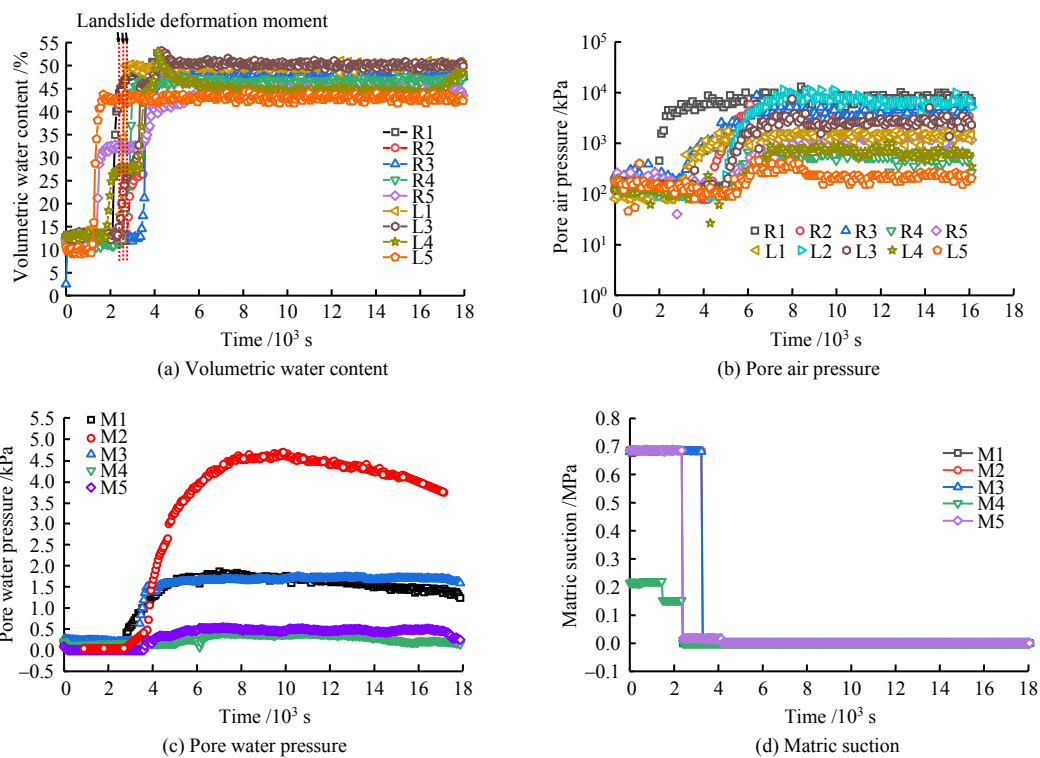 Landslide deformation moment
Volumetric water content /%
60
55
50
45
40
35
30
25
20
15
10
5
0
R1
R2
R3
R4
R5
L1
L3
L4
L5
0 2 4 6 8 10 12 14 16 18
Time /10³ s
(a) Volumetric water content
Pore air pressure /kPa
10⁵
10⁴
10³
10²
10¹
10⁰
R1 R2 R3 R4 R5
L1 L2 L3 L4 L5
0 2 4 6 8 10 12 14 16 18
Time /10³ s
(b) Pore air pressure
Pore water pressure /kPa
5.5
5.0
4.5
4.0
3.5
3.0
2.5
2.0
1.5
1.0
0.5
0.0
–0.5
M1
M2
M3
M4
M5
0 2 4 6 8 10 12 14 16 18
Time /10³ s
(c) Pore water pressure
Matric suction /MPa
0.8
0.7
0.6
0.5
0.4
0.3
0.2
0.1
0.0
–0.1
M1
M2
M3
M4
M5
0 2 4 6 8 10 12 14 16 18
Time /10³ s
(d) Matric suction